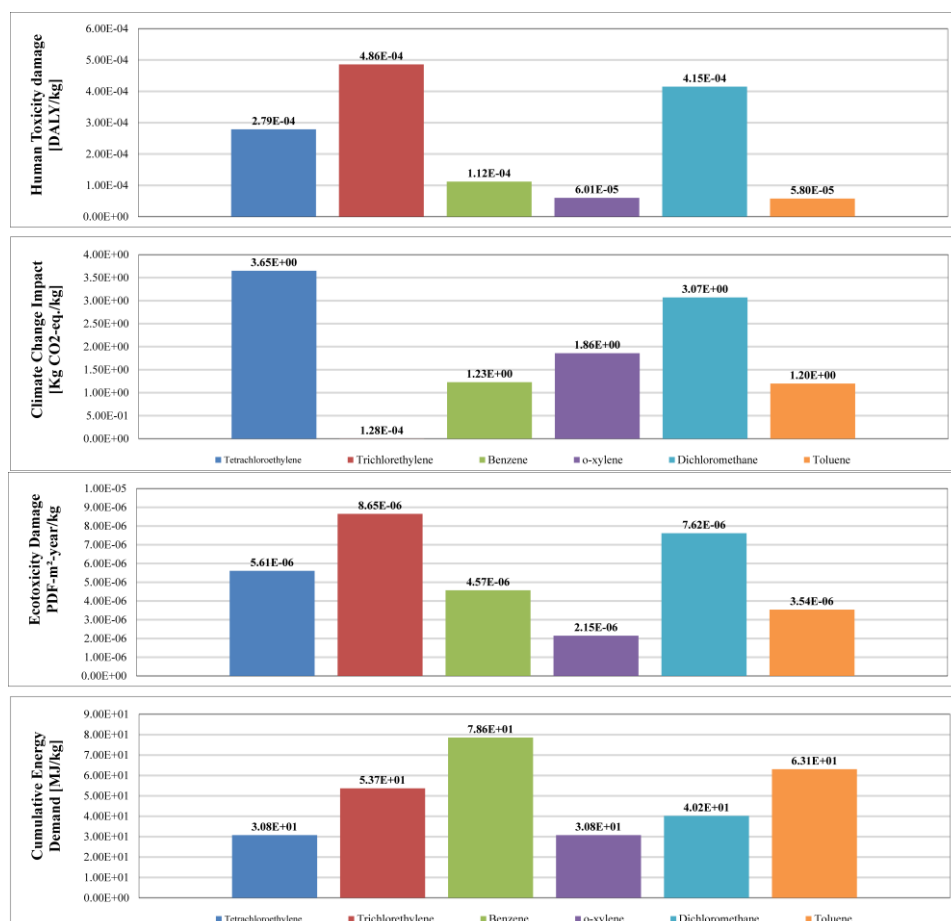 Human Toxicity damage
[DALY/kg]
6.00E-04
5.00E-04
4.00E-04
3.00E-04
2.00E-04
1.00E-04
0.00E+00
2.79E-04
4.86E-04
1.12E-04
6.01E-05
4.15E-04
5.80E-05
Climate Change Impact
[Kg CO2-eq./kg]
4.00E+00
3.50E+00
3.00E+00
2.50E+00
2.00E+00
1.50E+00
1.00E+00
5.00E-01
0.00E+00
3.65E+00
1.28E-04
1.23E+00
1.86E+00
3.07E+00
1.20E+00
Tetrachloroethylene Trichlorethylene Benzene o-xylene Dichloromethane Toluene
Ecotoxicity Damage
PDF-m²-year/kg
1.00E-05
9.00E-06
8.00E-06
7.00E-06
6.00E-06
5.00E-06
4.00E-06
3.00E-06
2.00E-06
1.00E-06
0.00E+00
5.61E-06
8.65E-06
4.57E-06
2.15E-06
7.62E-06
3.54E-06
Cumulative Energy
Demand [MJ/kg]
9.00E+01
8.00E+01
7.00E+01
6.00E+01
5.00E+01
4.00E+01
3.00E+01
2.00E+01
1.00E+01
0.00E+00
3.08E+01
5.37E+01
7.86E+01
3.08E+01
4.02E+01
6.31E+01
Tetrachloroethylene Trichlorethylene Benzene o-xylene Dichloromethane Toluene